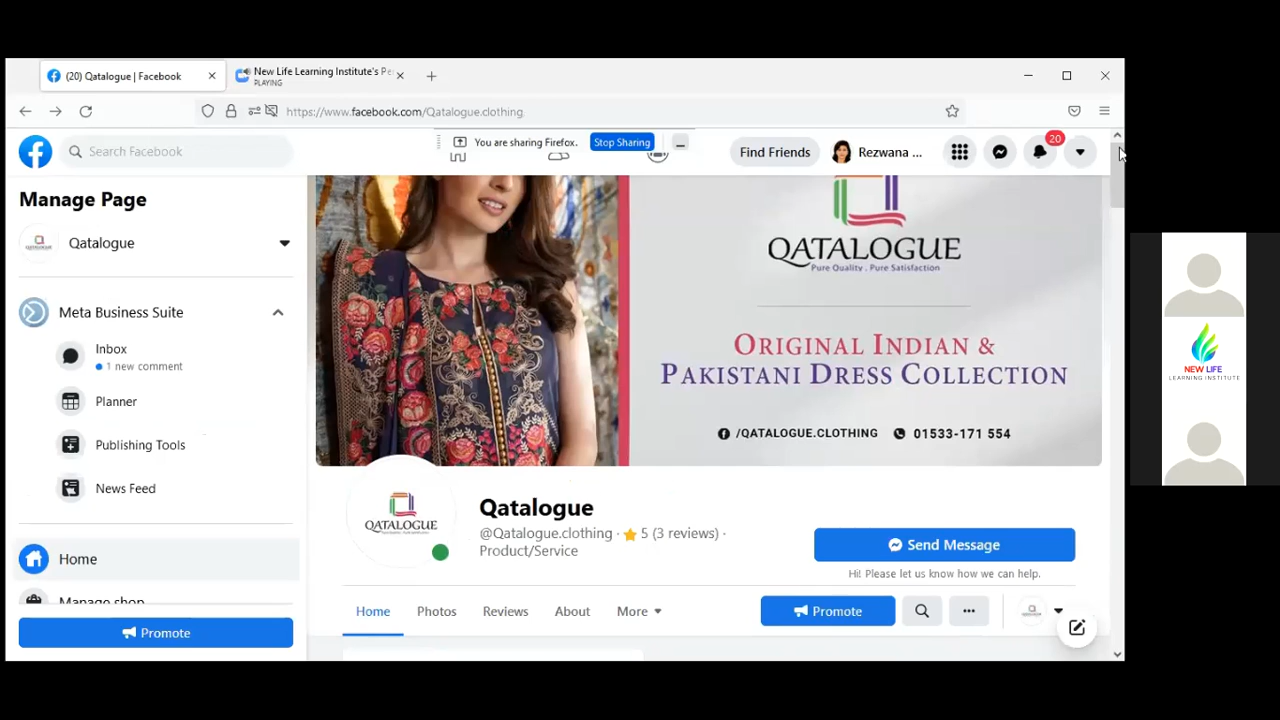 (20) Qatalogue | Facebook
New Life Learning Institute's Pe
PLAYING
https://www.facebook.com/Qatalogue.clothing
Search Facebook
You are sharing Firefox.
Stop Sharing
Find Friends
Rezwana ...
20
Manage Page
Qatalogue
Meta Business Suite
Inbox
1 new comment
Planner
Publishing Tools
News Feed
Home
Manage shop
Promote
QATALOGUE
Pure Quality . Pure Satisfaction
ORIGINAL INDIAN &
PAKISTANI DRESS COLLECTION
/QATALOGUE.CLOTHING
01533-171 554
QATALOGUE
Qatalogue
@Qatalogue.clothing · 5 (3 reviews) ·
Product/Service
Send Message
Hi! Please let us know how we can help.
Home
Photos
Reviews
About
More
Promote
NEW LIFE
LEARNING INSTITUTE